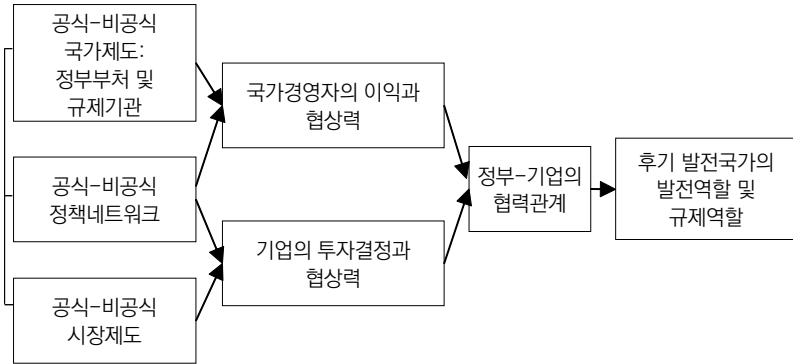 공식-비공식
국가제도:
정부부처 및
규제기관
국가경영자의 이익과
협상력
공식-비공식
정책네트워크
정부-기업의
협력관계
후기 발전국가의
발전역할 및
규제역할
기업의 투자결정과
협상력
공식-비공식
시장제도